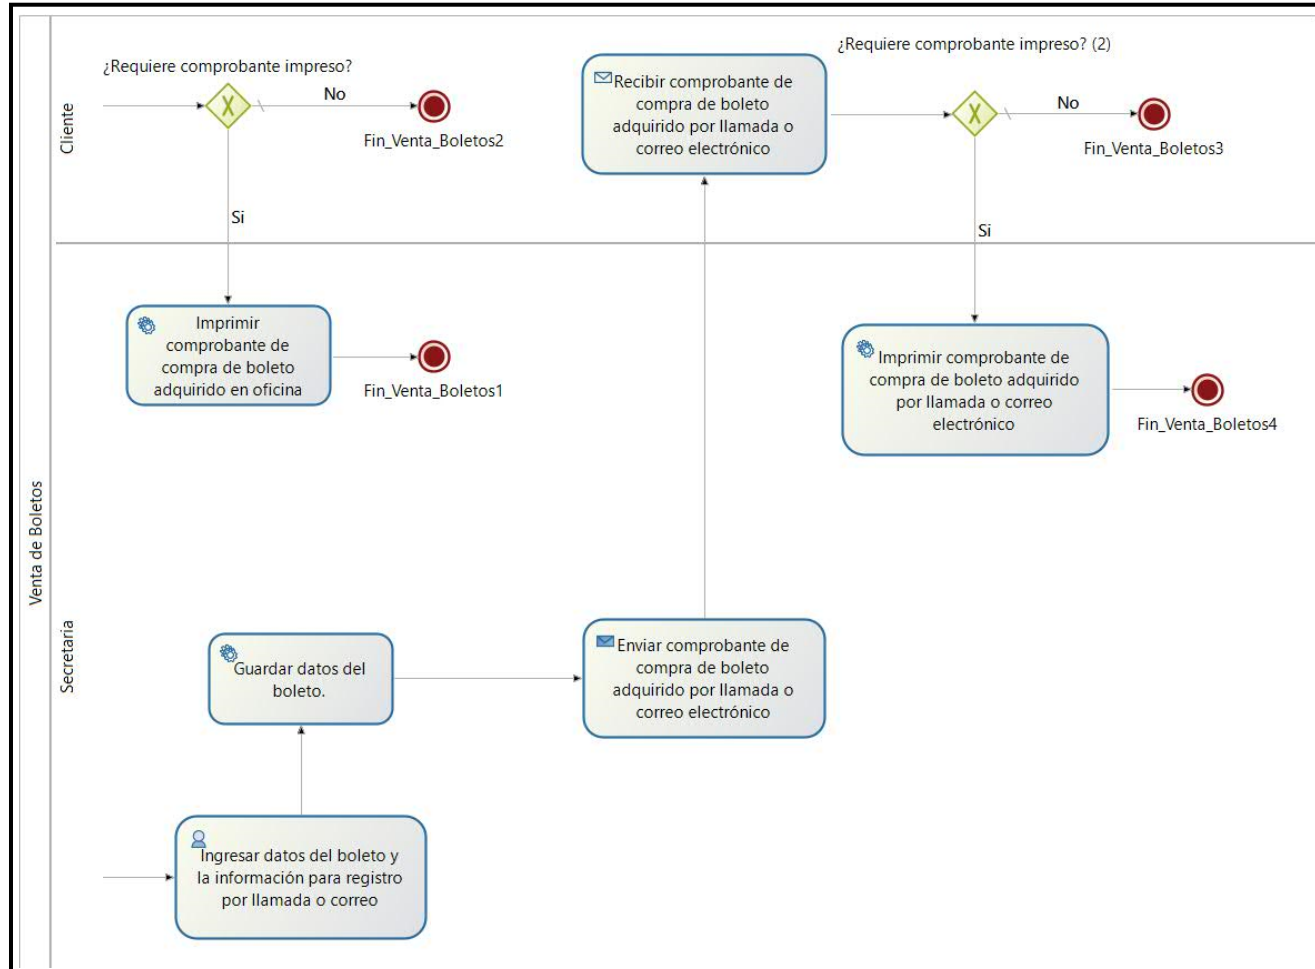 Venta de Boletos
Cliente
¿Requiere comprobante impreso?
No
Fin_Venta_Boletos2
Si
Recibir comprobante de
compra de boleto
adquirido por llamada o
correo electrónico
¿Requiere comprobante impreso? (2)
No
Fin_Venta_Boletos3
Si
Secretaria
Imprimir
comprobante de
compra de boleto
adquirido en oficina
Fin_Venta_Boletos1
Imprimir comprobante de
compra de boleto adquirido
por llamada o correo
electrónico
Fin_Venta_Boletos4
Guardar datos del
boleto.
Enviar comprobante de
compra de boleto
adquirido por llamada o
correo electrónico
Ingresar datos del boleto y
la información para registro
por llamada o correo